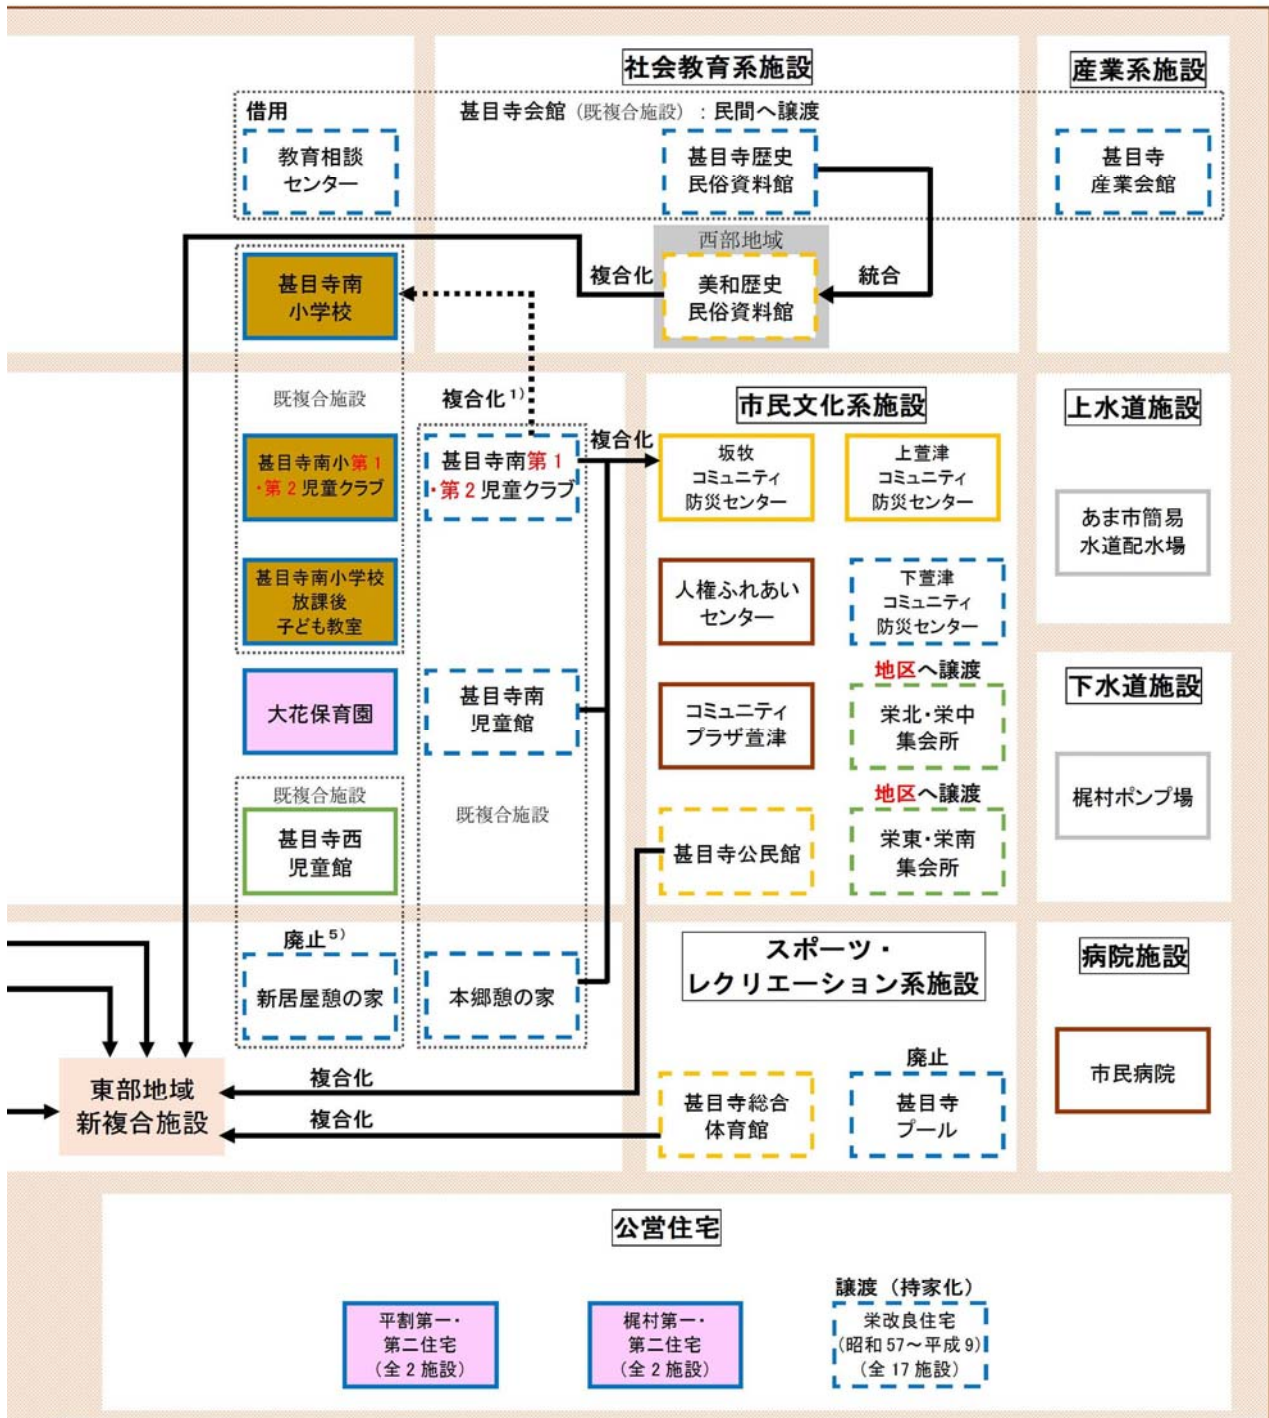 社会教育系施設
産業系施設
借用
甚目寺会館（既複合施設）：民間へ譲渡
教育相談
センター
甚目寺歴史
民俗資料館
甚目寺
産業会館
西部地域
複合化
美和歴史
民俗資料館
統合
甚目寺南
小学校
既複合施設
甚目寺南小第1
・第2児童クラブ
甚目寺南小学校
放課後
子ども教室
大花保育園
既複合施設
甚目寺西
児童館
廃止5)
新居屋憩の家
複合化1)
甚目寺南第1
・第2児童クラブ
複合化
甚目寺南
児童館
既複合施設
本郷憩の家
市民文化系施設
坂牧
コミュニティ
防災センター
上萱津
コミュニティ
防災センター
人権ふれあい
センター
下萱津
コミュニティ
防災センター
コミュニティ
プラザ萱津
地区へ譲渡
栄北・栄中
集会所
甚目寺公民館
地区へ譲渡
栄東・栄南
集会所
上水道施設
あま市簡易
水道配水場
下水道施設
梶村ポンプ場
スポーツ・
レクリエーション系施設
病院施設
市民病院
東部地域
新複合施設
複合化
複合化
甚目寺総合
体育館
廃止
甚目寺
プール
公営住宅
平割第一・
第二住宅
(全2施設)
梶村第一・
第二住宅
(全2施設)
譲渡（持家化）
栄改良住宅
(昭和57～平成9)
(全17施設)